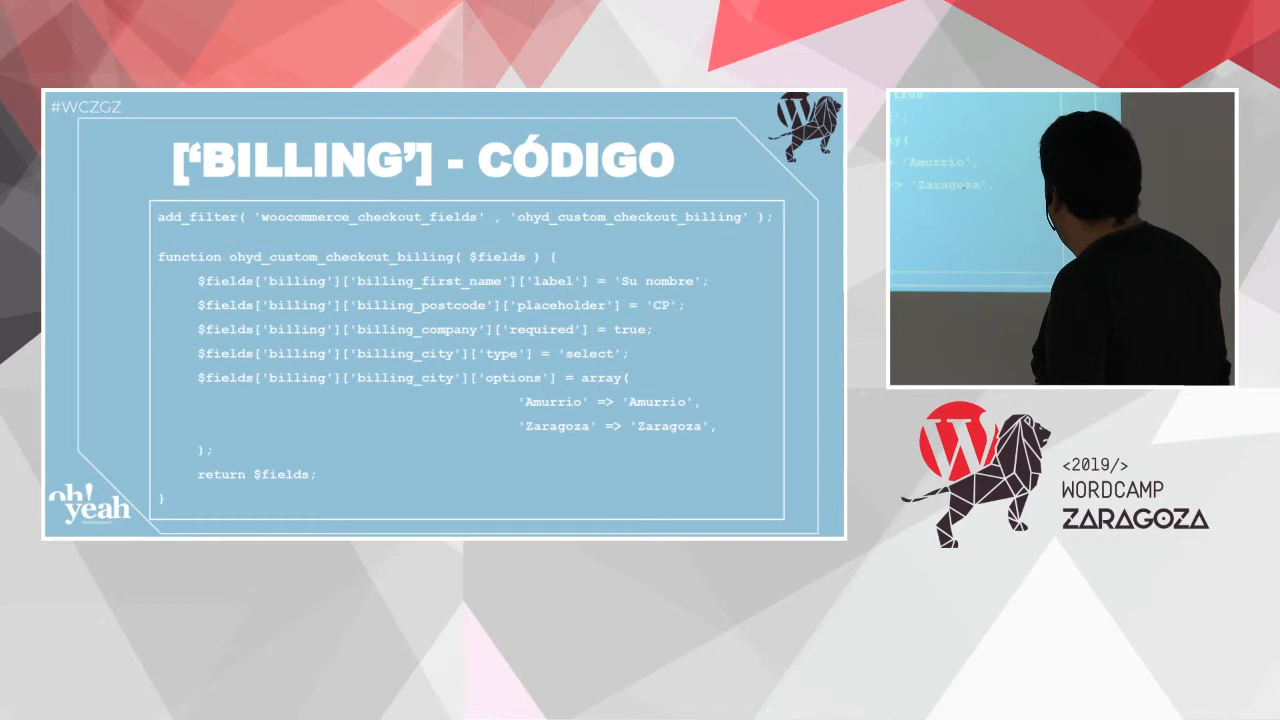 #WCZGZ
['BILLING'] - CÓDIGO
add_filter( 'woocommerce_checkout_fields' , 'ohyd_custom_checkout_billing' );
function ohyd_custom_checkout_billing( $fields ) {
$fields['billing']['billing_first_name']['label'] = 'Su nombre';
$fields['billing']['billing_postcode']['placeholder'] = 'CP';
$fields['billing']['billing_company']['required'] = true;
$fields['billing']['billing_city']['type'] = 'select';
$fields['billing']['billing_city']['options'] = array(
'Amurrio' => 'Amurrio',
'Zaragoza' => 'Zaragoza',
);
return $fields;
}
oh!
yeah
'Amurrio',
=> 'Zaragoza',
<2019/>
WORDCAMP
ZARAGOZA